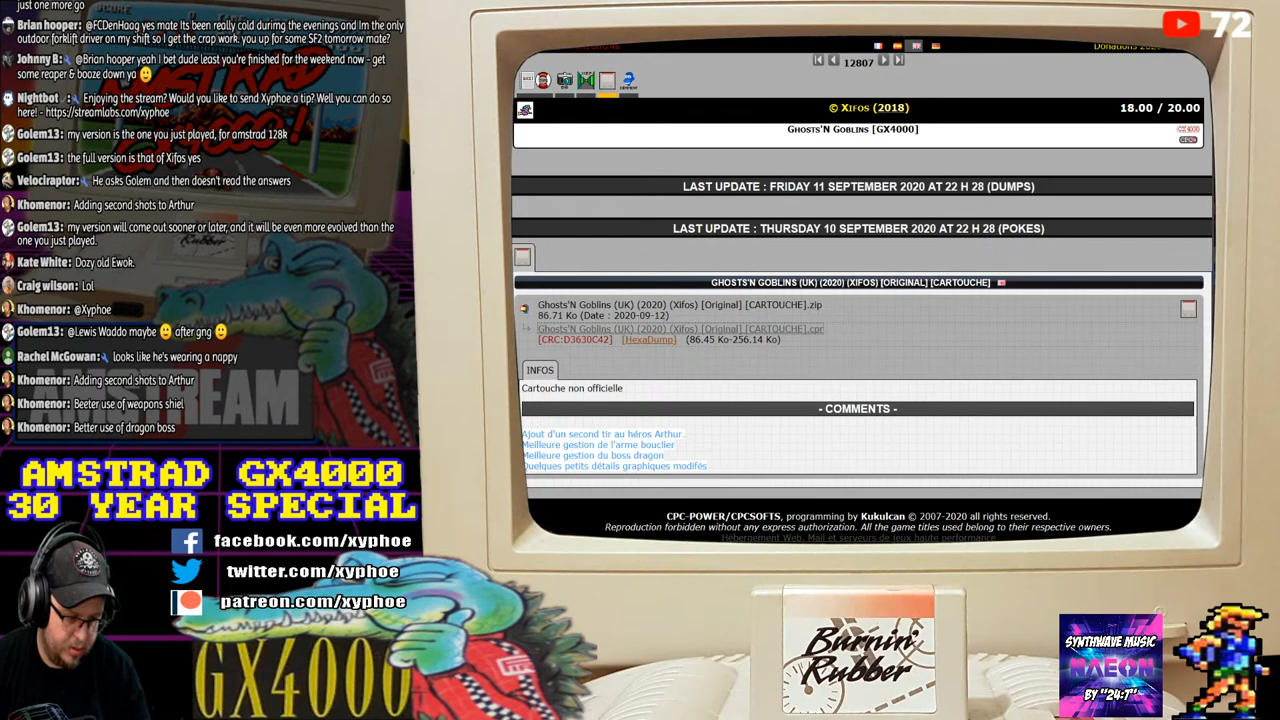 just one more go
Brian hooper: @FCDenHaag yes mate Its been really cold during the evenings and Im the only
outdoor forklift driver on my shift so I get the crap work, you up for some SF2 tomorrow mate?
Johnny B: @Brian hooper yeah I bet dude least you're finished for the weekend now - get
some reaper & booze down ya
Nightbot : Enjoying the stream? Would you like to send Xyphoe a tip? Well you can do so
here! - https://streamlabs.com/xyphoe
Golem13: my version is the one you just played, for amstrad 128k
Golem13: the full version is that of Xifos yes
Velociraptor: He asks Golem and then doesn't read the answers
Khomenor: Adding second shots to Arthur
Golem13: my version will come out sooner or later, and it will be even more evolved than the
one you just played.
Kate White: Dozy old Ewok.
Craig wilson: Lol
Khomenor: @Xyphoe
Golem13: @Lewis Waddo maybe after gng
Rachel McGowan: looks like he's wearing a nappy
Khomenor: Adding second shots to Arthur
Khomenor: Beeter use of weapons shiel
Khomenor: Better use of dragon boss
AMSTREAM
AMSTRAD GX4000
30 YEAR SPECIAL
facebook.com/xyphoe
twitter.com/xyphoe
patreon.com/xyphoe
GX400
72
12807
© Xifos (2018)
18.00 / 20.00
Ghosts'N Goblins [GX4000]
GX4000
LAST UPDATE : FRIDAY 11 SEPTEMBER 2020 AT 22 H 28 (DUMPS)
LAST UPDATE : THURSDAY 10 SEPTEMBER 2020 AT 22 H 28 (POKES)
GHOSTS'N GOBLINS (UK) (2020) (XIFOS) [ORIGINAL] [CARTOUCHE]
Ghosts'N Goblins (UK) (2020) (Xifos) [Original] [CARTOUCHE].zip
86.71 Ko (Date : 2020-09-12)
Ghosts'N Goblins (UK) (2020) (Xifos) [Original] [CARTOUCHE].cpr
[CRC:D3630C42] [HexaDump] (86.45 Ko-256.14 Ko)
INFOS
Cartouche non officielle
- COMMENTS -
Ajout d'un second tir au héros Arthur.
Meilleure gestion de l'arme bouclier
Meilleure gestion du boss dragon
Quelques petits détails graphiques modifés
CPC-POWER/CPCSOFTS, programming by Kukulcan © 2007-2020 all rights reserved.
Reproduction forbidden without any express authorization. All the game titles used belong to their respective owners.
Hébergement Web, Mail et serveurs de jeux haute performance
Burnin'
Rubber
SYNTHWAVE MUSIC
NAEON
BY "24:7"